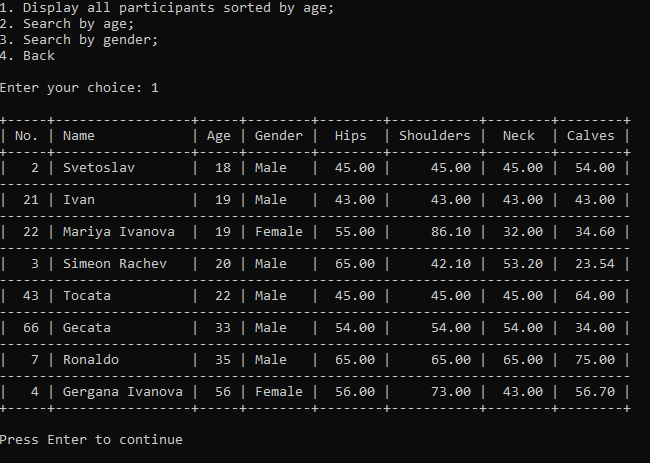 1. Display all participants sorted by age;
2. Search by age;
3. Search by gender;
4. Back
Enter your choice: 1
+-----+-----------------+-----+--------+--------+------------+--------+--------+
| No. | Name            | Age | Gender |  Hips  | Shoulders  |  Neck  | Calves |
+-----+-----------------+-----+--------+--------+------------+--------+--------+
|   2 | Svetoslav       |  18 | Male   |  45.00 |      45.00 |  45.00 |  54.00 |
-------------------------------------------------------------------------------
|  21 | Ivan            |  19 | Male   |  43.00 |      43.00 |  43.00 |  43.00 |
-------------------------------------------------------------------------------
|  22 | Mariya Ivanova  |  19 | Female |  55.00 |      86.10 |  32.00 |  34.60 |
-------------------------------------------------------------------------------
|   3 | Simeon Rachev   |  20 | Male   |  65.00 |      42.10 |  53.20 |  23.54 |
-------------------------------------------------------------------------------
|  43 | Tocata          |  22 | Male   |  45.00 |      45.00 |  45.00 |  64.00 |
-------------------------------------------------------------------------------
|  66 | Gecata          |  33 | Male   |  54.00 |      54.00 |  54.00 |  34.00 |
-------------------------------------------------------------------------------
|   7 | Ronaldo         |  35 | Male   |  65.00 |      65.00 |  65.00 |  75.00 |
-------------------------------------------------------------------------------
|   4 | Gergana Ivanova |  56 | Female |  56.00 |      73.00 |  43.00 |  56.70 |
+-----+-----------------+-----+--------+--------+------------+--------+--------+
Press Enter to continue